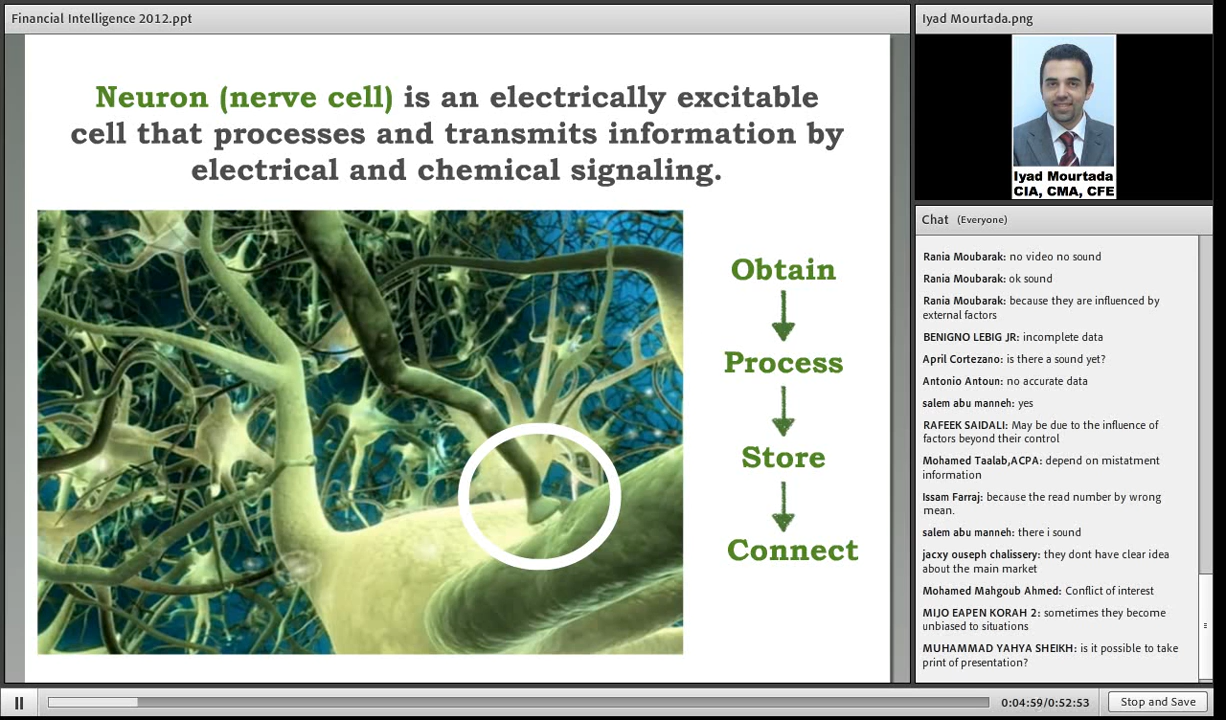 Financial Intelligence 2012.ppt
Neuron (nerve cell) is an electrically excitable
cell that processes and transmits information by
electrical and chemical signaling.
Obtain
Process
Store
Connect
Iyad Mourtada.png
Iyad Mourtada
CIA, CMA, CFE
Chat (Everyone)
Rania Moubarak: no video no sound
Rania Moubarak: ok sound
Rania Moubarak: because they are influenced by
external factors
BENIGNO LEBIG JR: incomplete data
April Cortezano: is there a sound yet?
Antonio Antoun: no accurate data
salem abu manneh: yes
RAFEEK SAIDALI: May be due to the influence of
factors beyond their control
Mohamed Taalab,ACPA: depend on mistatment
information
Issam Farraj: because the read number by wrong
mean.
salem abu manneh: there i sound
jacxy ouseph chalissery: they dont have clear idea
about the main market
Mohamed Mahgoub Ahmed: Conflict of interest
MIJO EAPEN KORAH 2: sometimes they become
unbiased to situations
MUHAMMAD YAHYA SHEIKH: is it possible to take
print of presentation?
0:04:59/0:52:53
Stop and Save